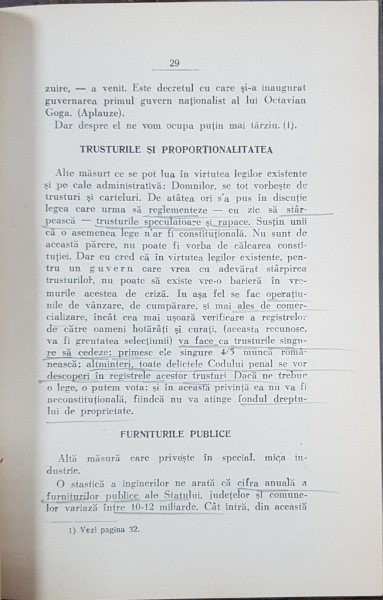 29
zuire, — a venit. Este decretul cu care şi-a inaugurat
guvernarea primul guvern naţionalist al lui Octavian
Goga. (Aplauze).
Dar despre el ne vom ocupa puţin mai târziu. (1).
TRUSTURILE ŞI PROPORŢIONALITATEA
Alte măsuri ce se pot lua în virtutea legilor existente
şi pe cale administrativă: Domnilor, se tot vorbeşte de
trusturi şi carteluri. De atâtea ori s'a pus în discuţie
legea care urma să reglementeze — eu zic să stâr-
pească — trusturile speculatoare şi rapace. Susţin unii
că o asemenea lege n'ar fi constituţională. Nu sunt de
această părere, nu poate fi vorba de călcarea consti-
tuţiei. Dar eu cred că în virtutea legilor existente, pen-
tru un guvern care vrea cu adevărat stârpirea
trusturilor, nu poate să existe vre-o barieră în vre-
murile acestea de criză. In aşa fel se fac operaţiu-
nile de vânzare, de cumpărare, şi mai ales de comer-
cializare, încât cea mai uşoară verificare a registrelor
de către oameni hotărâţi şi curaţi, (aceasta recunosc,
va fi greutatea selecţiunii) va face ca trusturile singu-
re să cedeze: primesc ele singure 4/5 muncă româ-
nească; altminteri, toate delictele Codului penal se vor
descoperi în registrele acestor trusturi Dacă ne trebue
o lege, o putem vota; şi în această privinţă ea nu va fi
neconstituţională, fiindcă nu va atinge fondul dreptu-
lui de proprietate.
FURNITURILE PUBLICE
Altă măsură care priveşte în special, mica in-
dustrie.
O stastică a inginerilor ne arată că cifra anuală a
furniturilor publice ale Statului, judeţelor şi comune-
lor variază între 10-12 miliarde. Cât intră, din această
1) Vezi pagina 32.